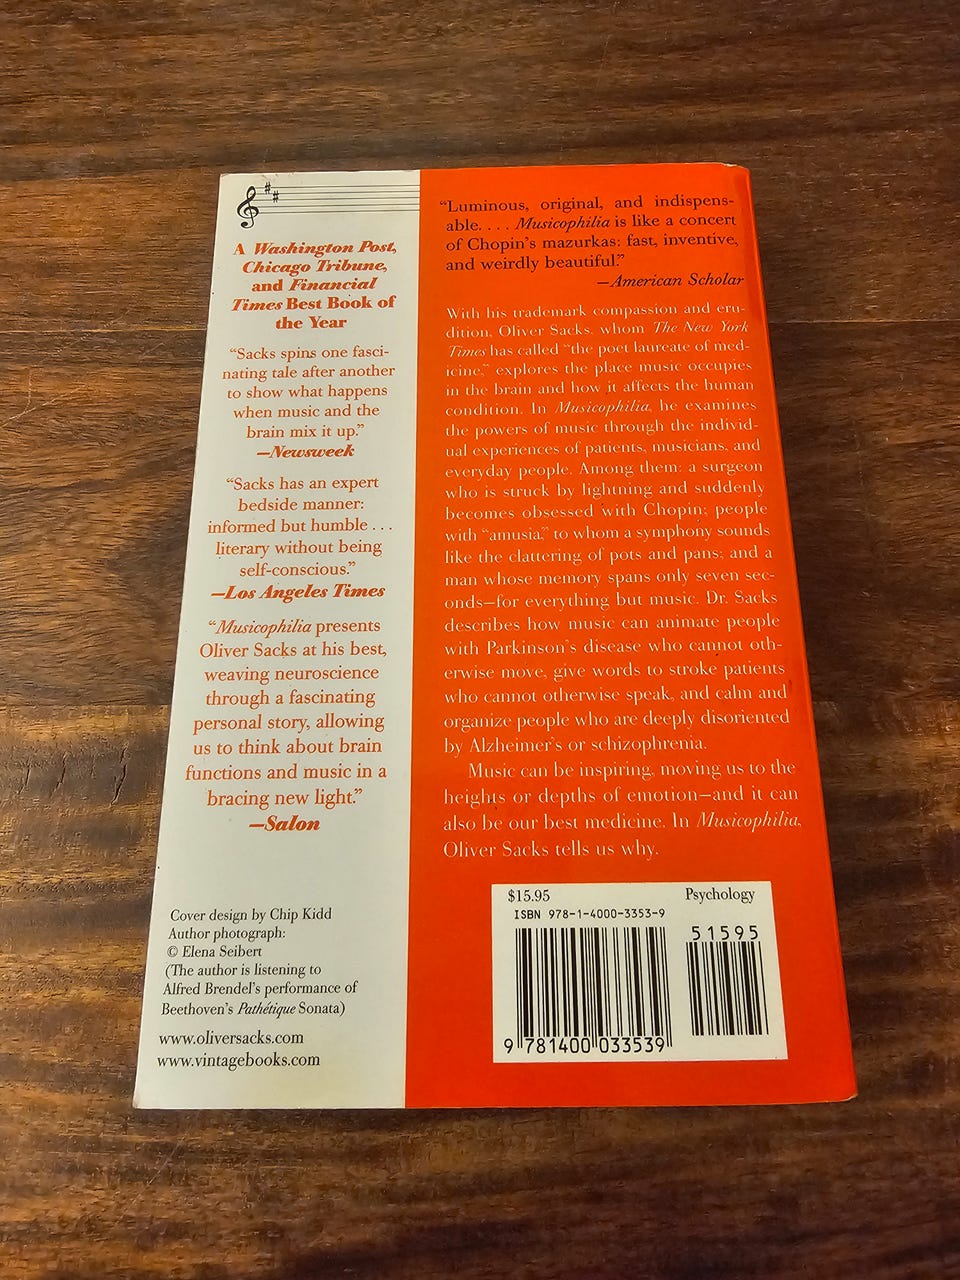 A Washington Post,
Chicago Tribune,
and Financial
Times Best Book of
the Year
“Sacks spins one fasci-
nating tale after another
to show what happens
when music and the
brain mix it up.”
—Newsweek
“Sacks has an expert
bedside manner:
informed but humble . . .
literary without being
self-conscious.”
—Los Angeles Times
“Musicophilia presents
Oliver Sacks at his best,
weaving neuroscience
through a fascinating
personal story, allowing
us to think about brain
functions and music in a
bracing new light.”
—Salon
Cover design by Chip Kidd
Author photograph:
© Elena Seibert
(The author is listening to
Alfred Brendel’s performance of
Beethoven’s Pathétique Sonata)
www.oliversacks.com
www.vintagebooks.com
“Luminous, original, and indispens-
able. . . . Musicophilia is like a concert
of Chopin’s mazurkas: fast, inventive,
and weirdly beautiful.”
—American Scholar
With his trademark compassion and eru-
dition, Oliver Sacks, whom The New York
Times has called “the poet laureate of med-
icine,” explores the place music occupies
in the brain and how it affects the human
condition. In Musicophilia, he examines
the powers of music through the individ-
ual experiences of patients, musicians, and
everyday people. Among them: a surgeon
who is struck by lightning and suddenly
becomes obsessed with Chopin; people
with “amusia,” to whom a symphony sounds
like the clattering of pots and pans; and a
man whose memory spans only seven sec-
onds—for everything but music. Dr. Sacks
describes how music can animate people
with Parkinson’s disease who cannot oth-
erwise move, give words to stroke patients
who cannot otherwise speak, and calm and
organize people who are deeply disoriented
by Alzheimer’s or schizophrenia.
Music can be inspiring, moving us to the
heights or depths of emotion—and it can
also be our best medicine. In Musicophilia,
Oliver Sacks tells us why.
$15.95 Psychology
ISBN 978-1-4000-3353-9
51595
9 781400 033539